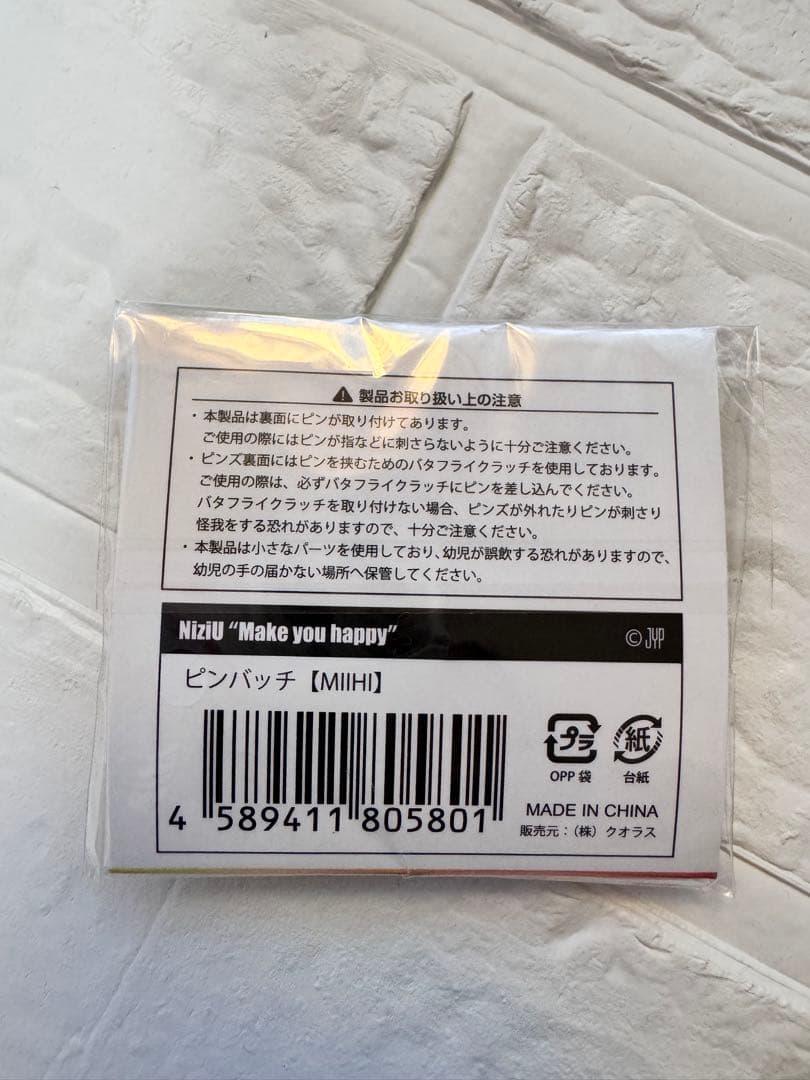 ⚠ 製品お取り扱い上の注意
・本製品は裏面にピンが取り付けてあります。
ご使用の際にはピンが指などに刺さらないように十分ご注意ください。
・ピンズ裏面にはピンを挟むためのバタフライクラッチを使用しております。
ご使用の際は、必ずバタフライクラッチにピンを差し込んでください。
バタフライクラッチを取り付けない場合、ピンズが外れたりピンが刺さり
怪我をする恐れがありますので、十分ご注意ください。
・本製品は小さなパーツを使用しており、幼児が誤飲する恐れがありますので、
幼児の手の届かない場所へ保管してください。
NiziU “Make you happy”
© JYP
ピンバッチ【MIIHI】
プラ
紙
OPP 袋
台紙
4 589411 805801
MADE IN CHINA
販売元：（株）クオラス